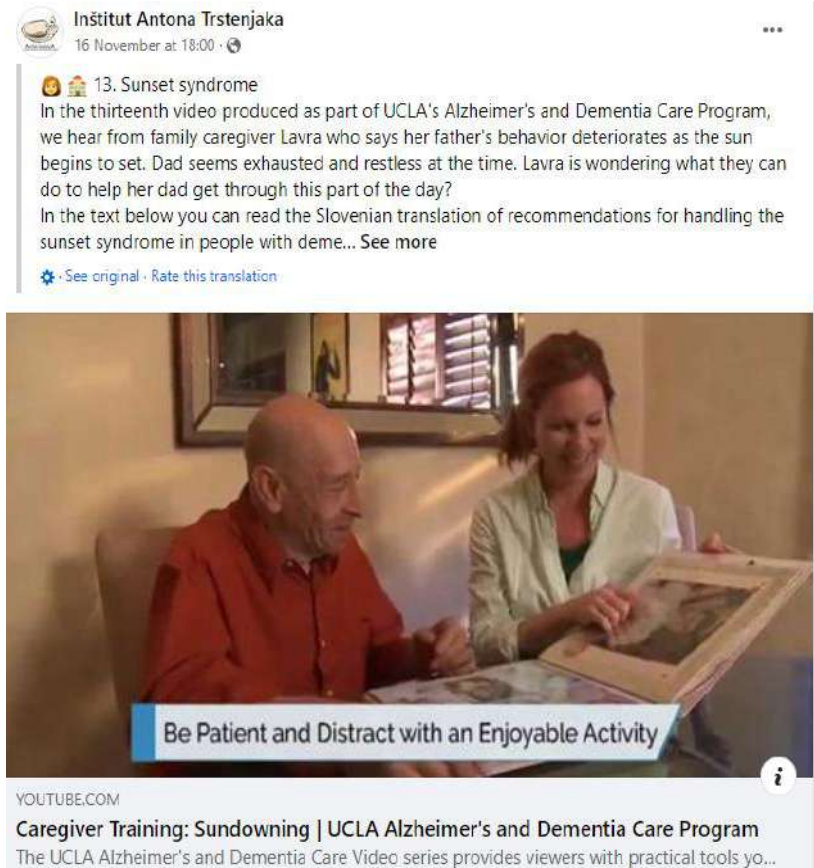 Inštitut Antona Trstenjaka
16 November at 18:00 ·
13. Sunset syndrome
In the thirteenth video produced as part of UCLA's Alzheimer's and Dementia Care Program,
we hear from family caregiver Lavra who says her father's behavior deteriorates as the sun
begins to set. Dad seems exhausted and restless at the time. Lavra is wondering what they can
do to help her dad get through this part of the day?
In the text below you can read the Slovenian translation of recommendations for handling the
sunset syndrome in people with deme... See more
· See original · Rate this translation
Be Patient and Distract with an Enjoyable Activity
YOUTUBE.COM
Caregiver Training: Sundowning | UCLA Alzheimer's and Dementia Care Program
The UCLA Alzheimer's and Dementia Care Video series provides viewers with practical tools yo...